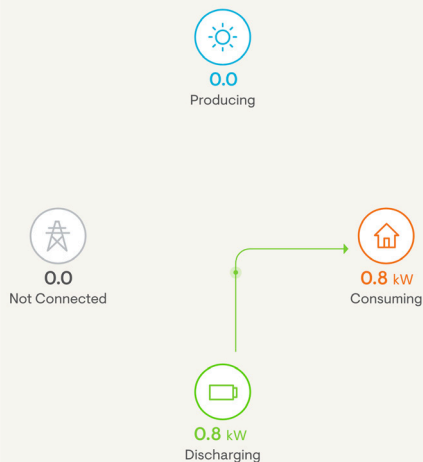 0.0
Producing
0.0
Not Connected
0.8 kW
Consuming
0.8 kW
Discharging